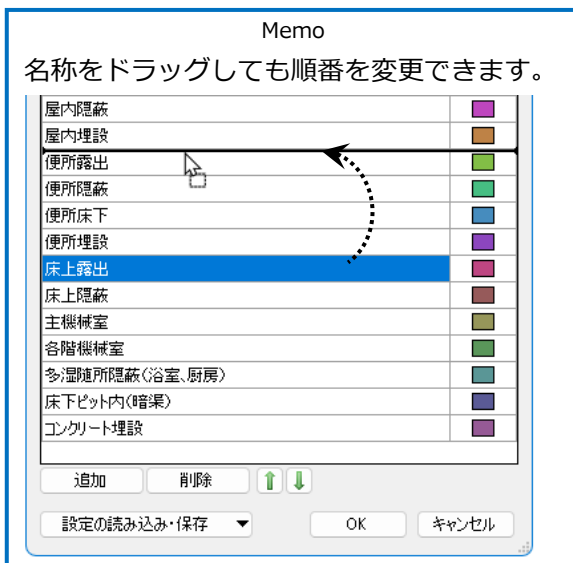 Memo
名称をドラッグしても順番を変更できます。
屋内隠蔽
屋内埋設
便所露出
便所隠蔽
便所床下
便所埋設
床上露出
床上隠蔽
主機械室
各階機械室
多湿随所隠蔽(浴室、厨房)
床下ピット内(暗渠)
コンクリート埋設
追加 削除
設定の読み込み・保存 OK キャンセル